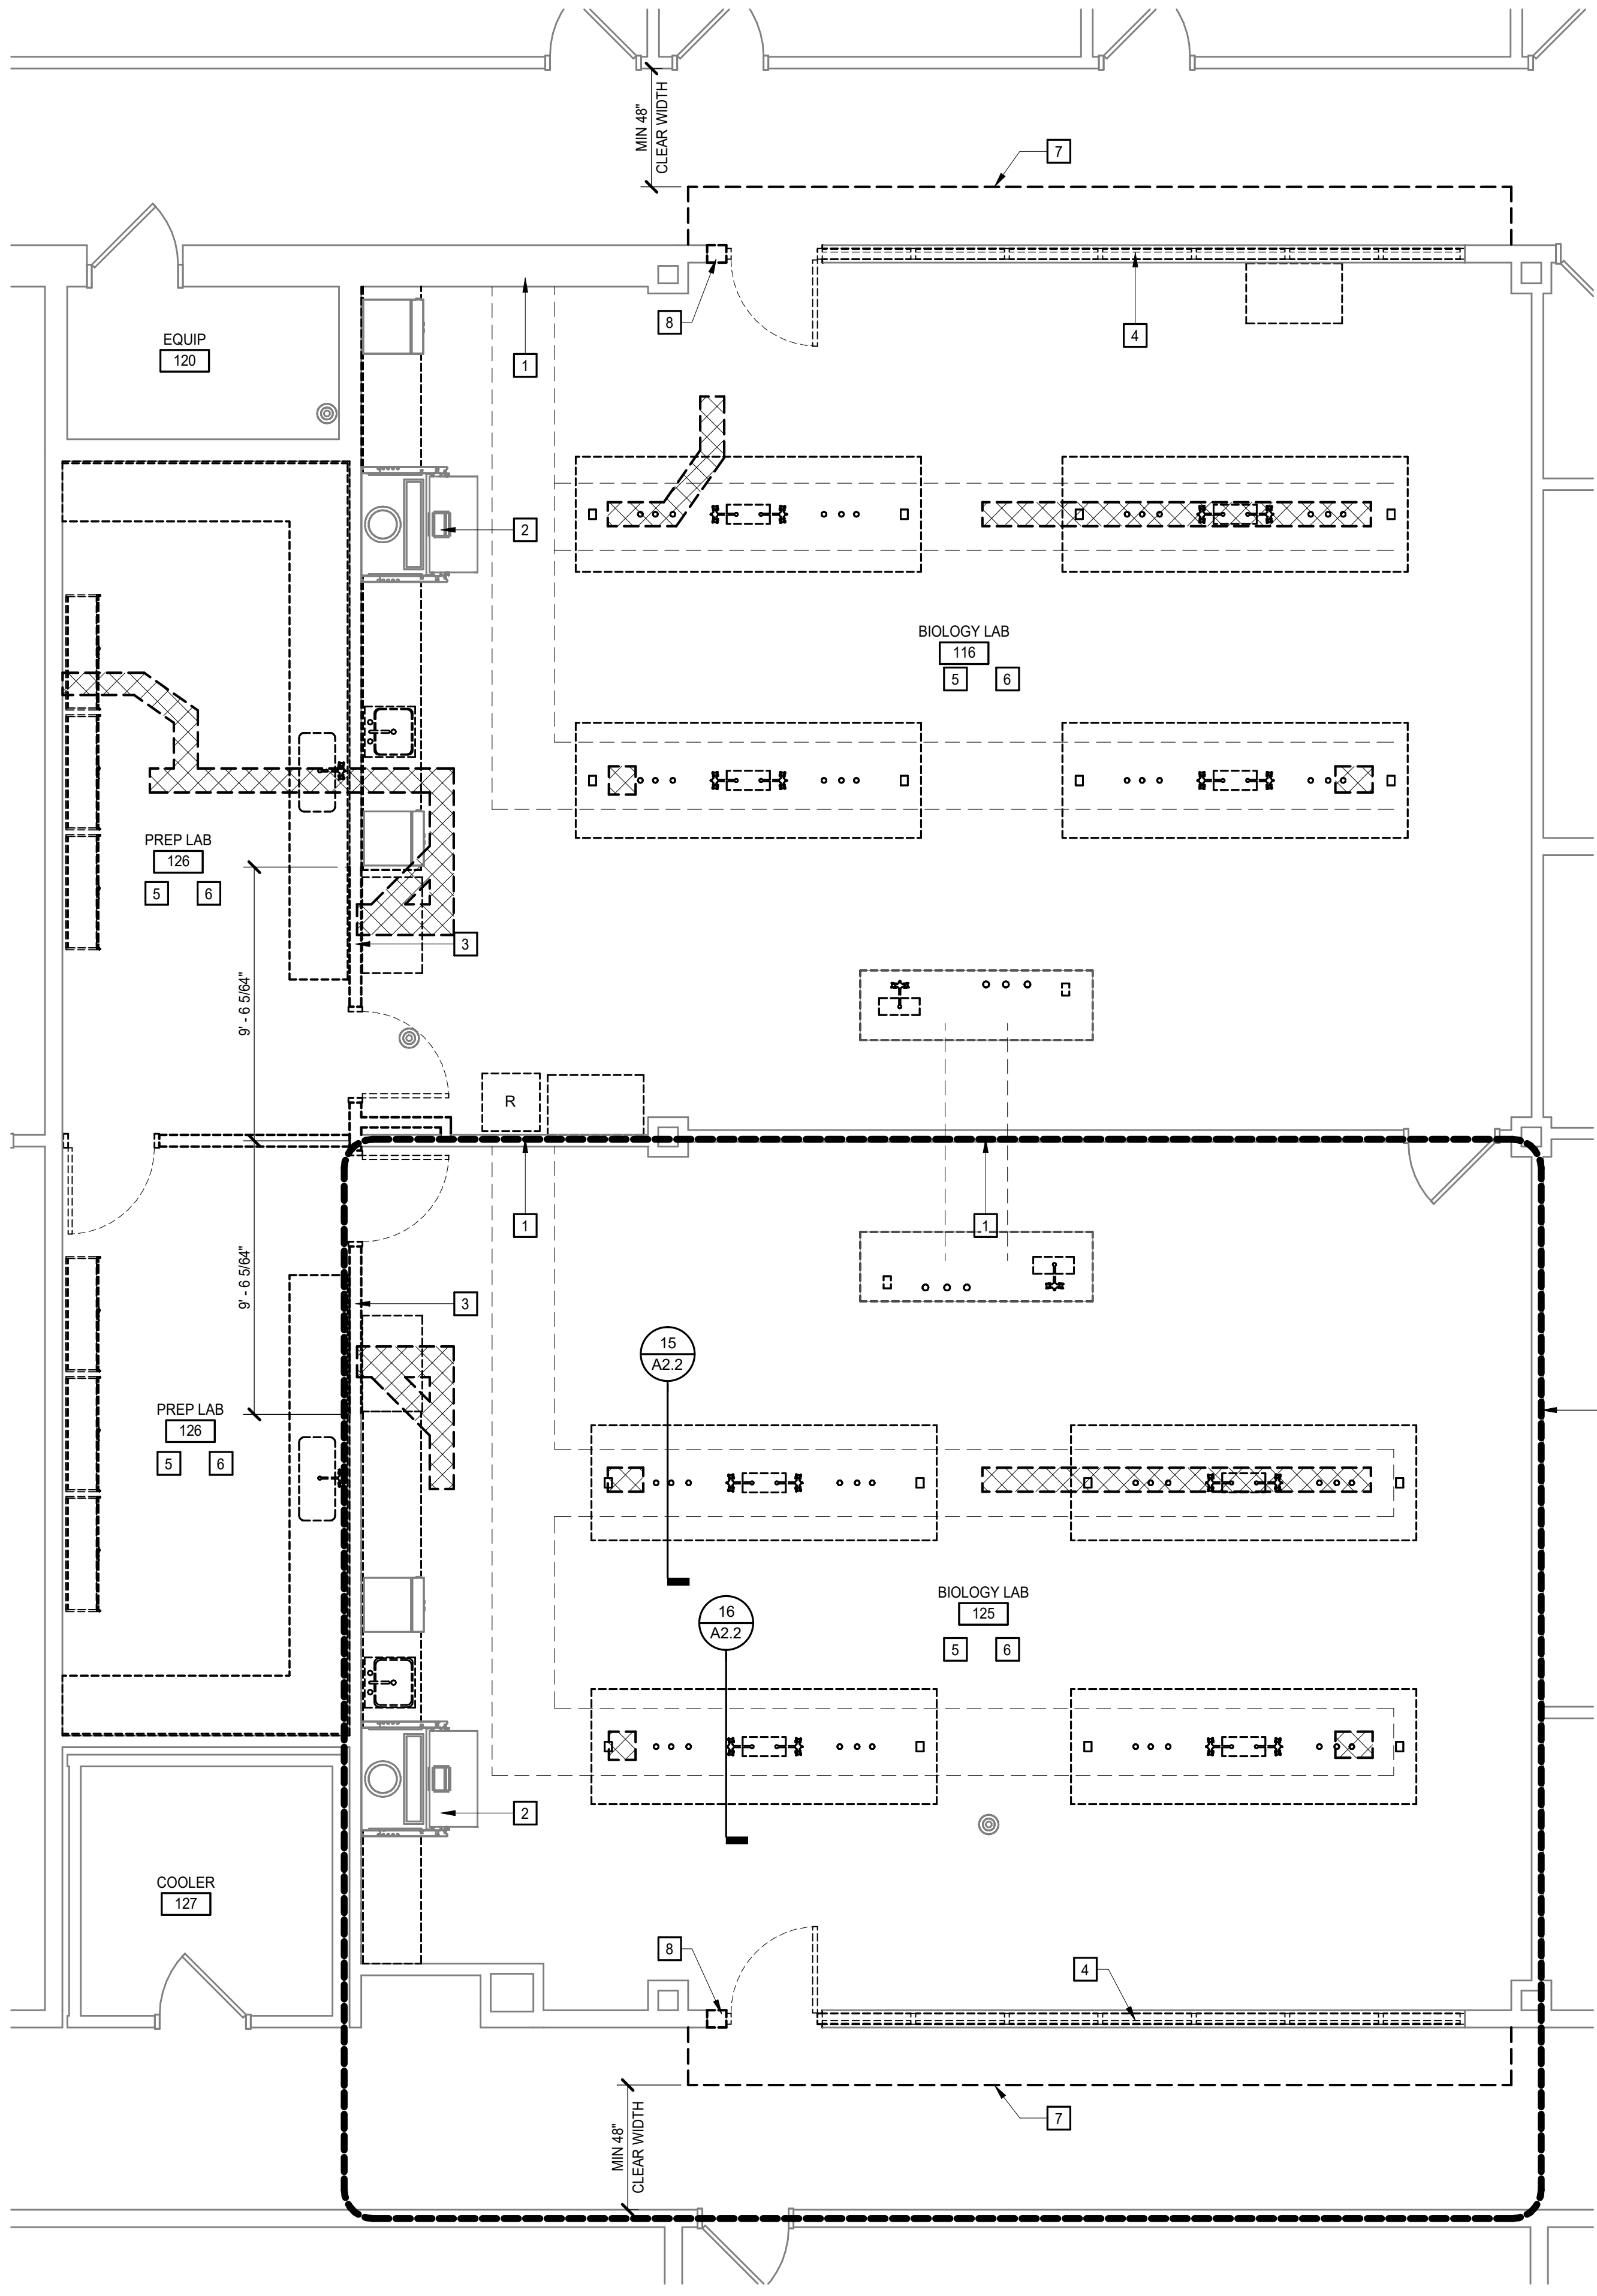 MIN 48"
CLEAR WIDTH
7
8
4
1
EQUIP
120
2
BIOLOGY LAB
116
5 6
PREP LAB
126
5 6
3
9' - 6 5/64"
R
1
1
9' - 6 5/64"
3
15
A2.2
PREP LAB
126
5 6
BIOLOGY LAB
125
5 6
16
A2.2
2
COOLER
127
8
4
7
MIN 48"
CLEAR WIDTH